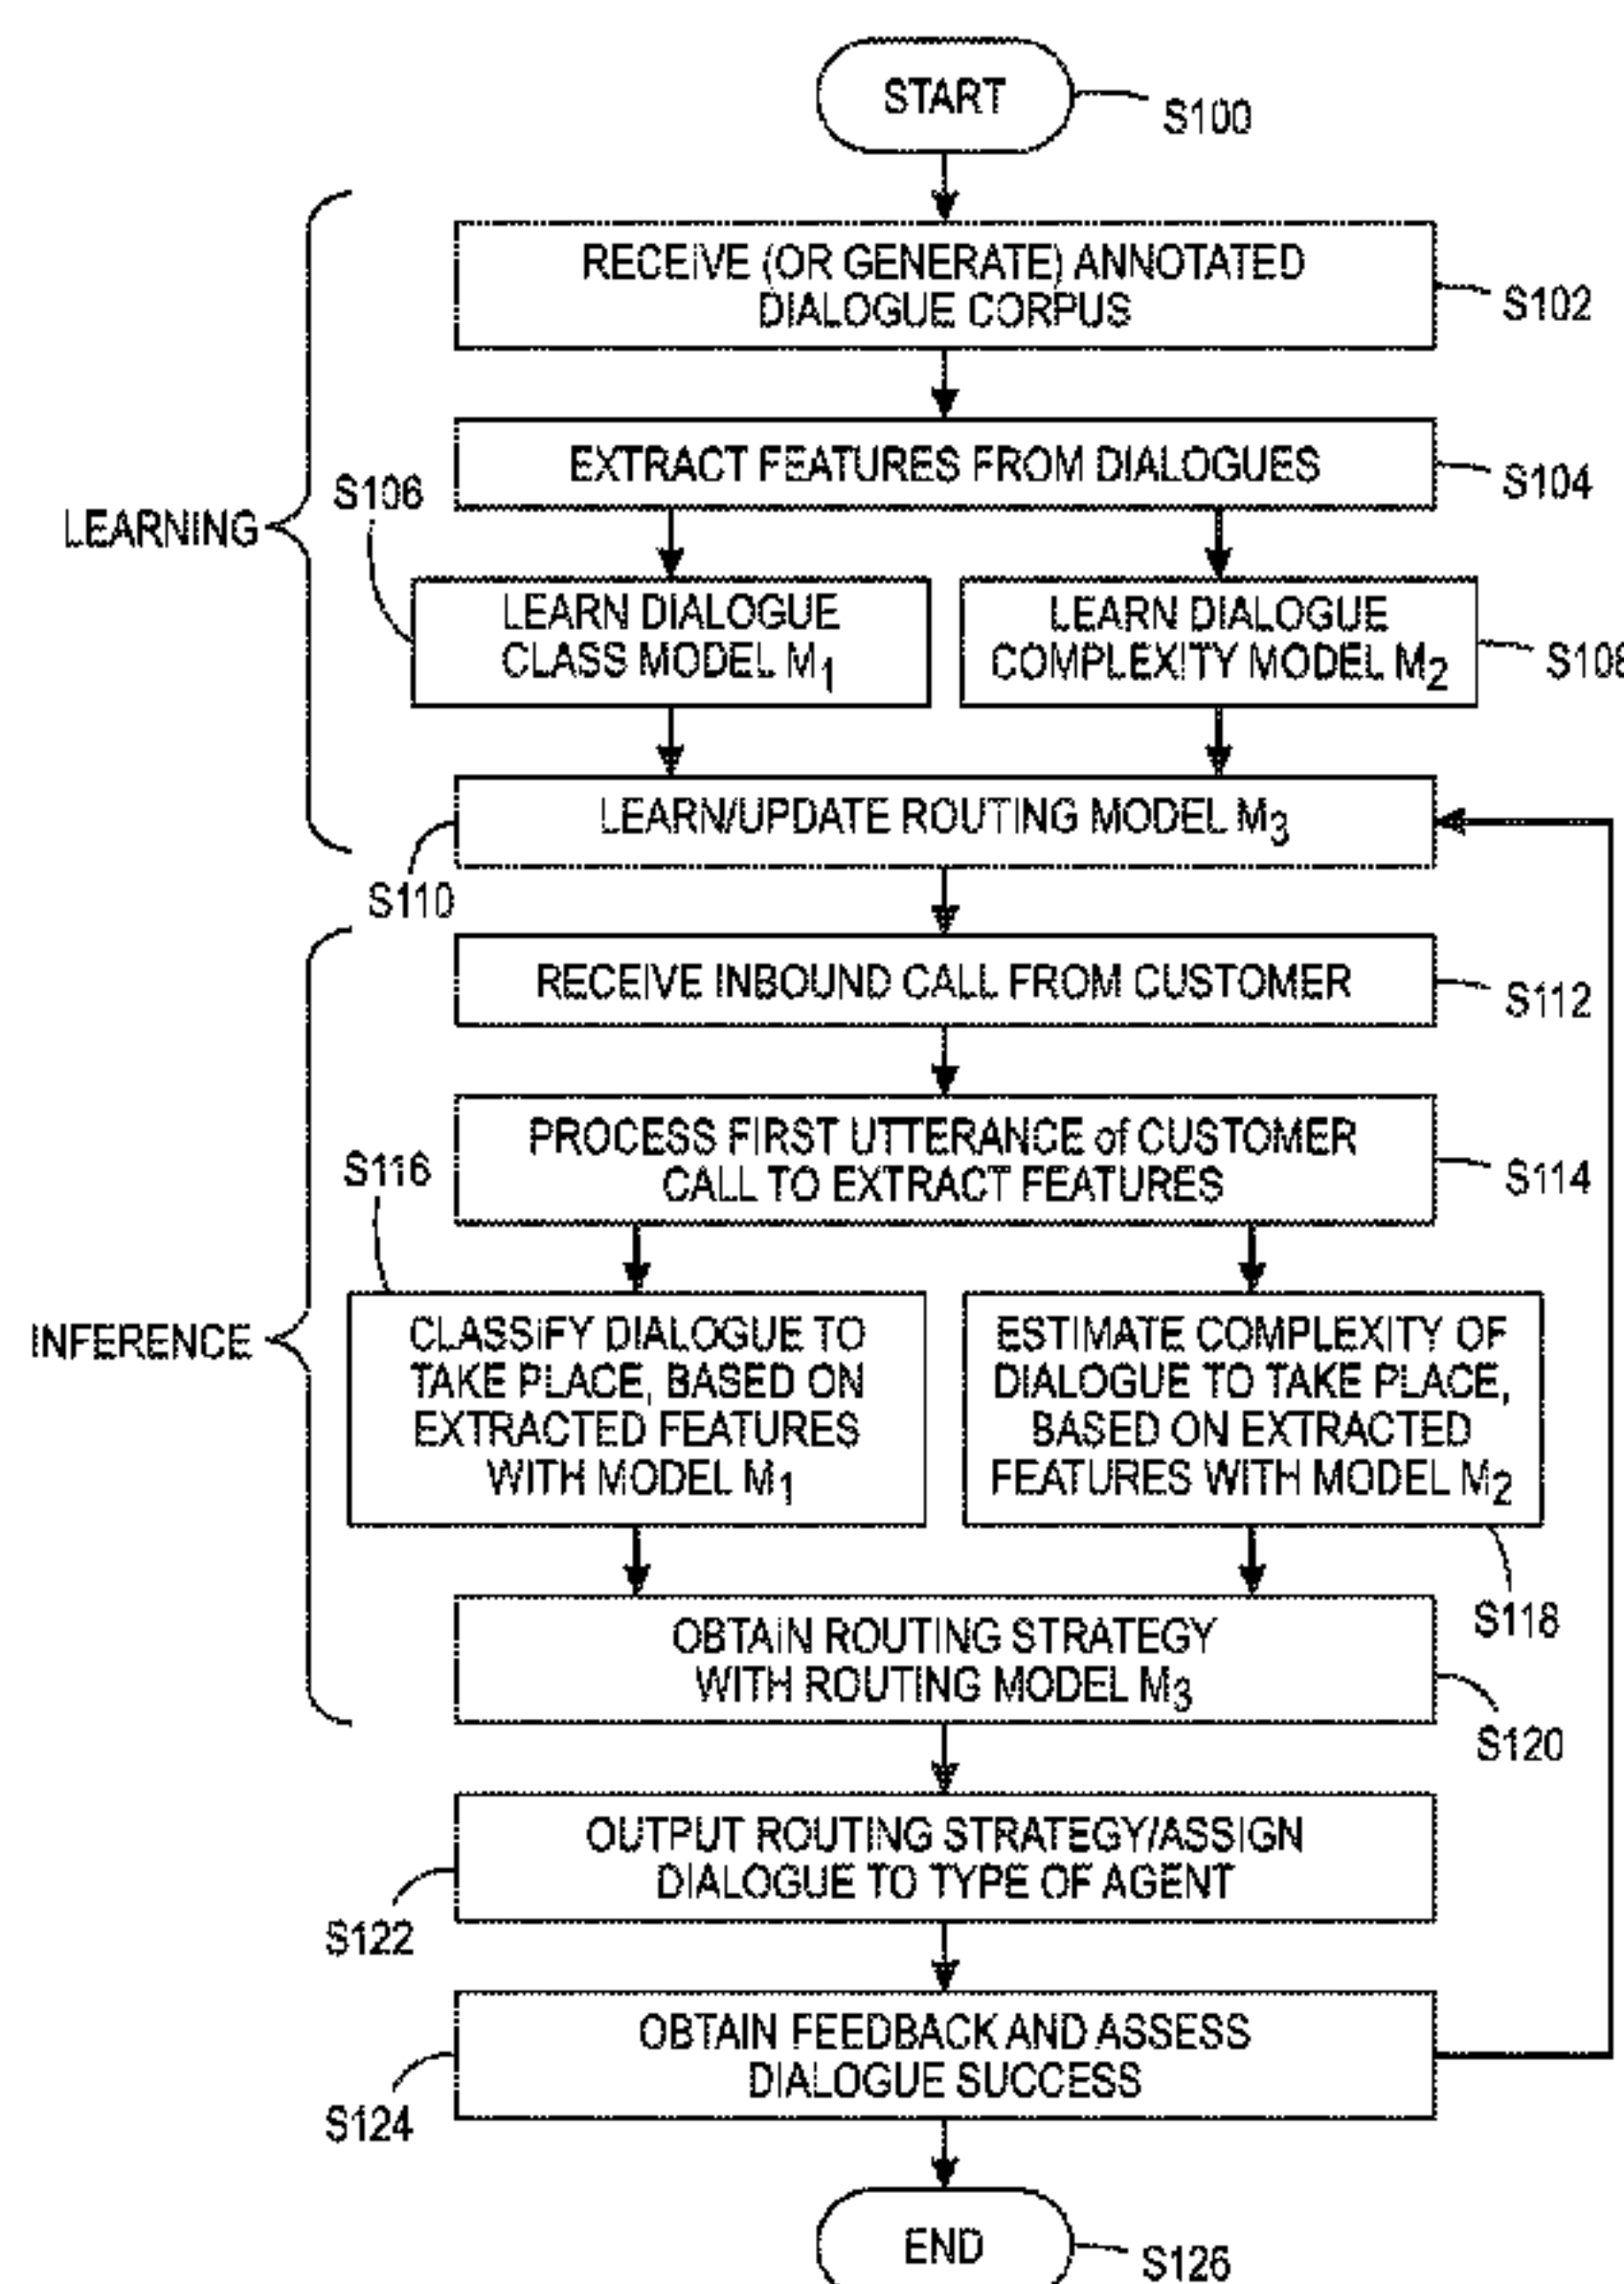 START
S100
RECEIVE (OR GENERATE) ANNOTATED
DIALOGUE CORPUS
S102
EXTRACT FEATURES FROM DIALOGUES
S104
LEARNING
S106
LEARN DIALOGUE
CLASS MODEL M1
LEARN DIALOGUE
COMPLEXITY MODEL M2
S108
LEARN/UPDATE ROUTING MODEL M3
S110
RECEIVE INBOUND CALL FROM CUSTOMER
S112
PROCESS FIRST UTTERANCE of CUSTOMER
CALL TO EXTRACT FEATURES
S114
S116
INFERENCE
CLASSIFY DIALOGUE TO
TAKE PLACE, BASED ON
EXTRACTED FEATURES
WITH MODEL M1
ESTIMATE COMPLEXITY OF
DIALOGUE TO TAKE PLACE,
BASED ON EXTRACTED
FEATURES WITH MODEL M2
S118
OBTAIN ROUTING STRATEGY
WITH ROUTING MODEL M3
S120
OUTPUT ROUTING STRATEGY/ASSIGN
DIALOGUE TO TYPE OF AGENT
S122
OBTAIN FEEDBACK AND ASSESS
DIALOGUE SUCCESS
S124
END
S126